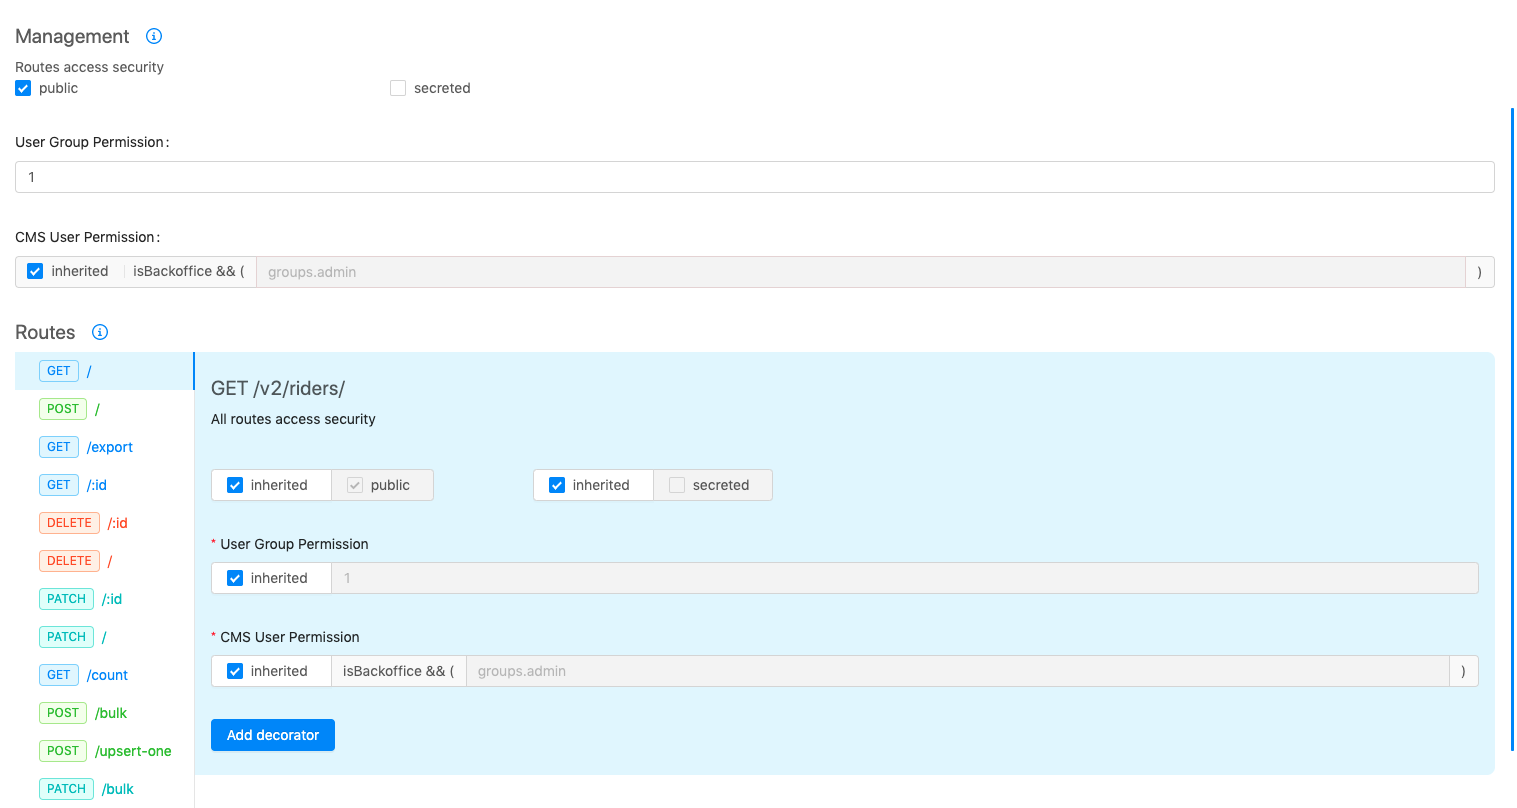 Management
Routes access security
public secreted
User Group Permission:
1
CMS User Permission:
inherited isBackoffice && ( groups.admin )
Routes
GET /
POST /
GET /export
GET /:id
DELETE /:id
DELETE /
PATCH /:id
PATCH /
GET /count
POST /bulk
POST /upsert-one
PATCH /bulk
GET /v2/riders/
All routes access security
inherited public inherited secreted
* User Group Permission
inherited 1
* CMS User Permission
inherited isBackoffice && ( groups.admin )
Add decorator